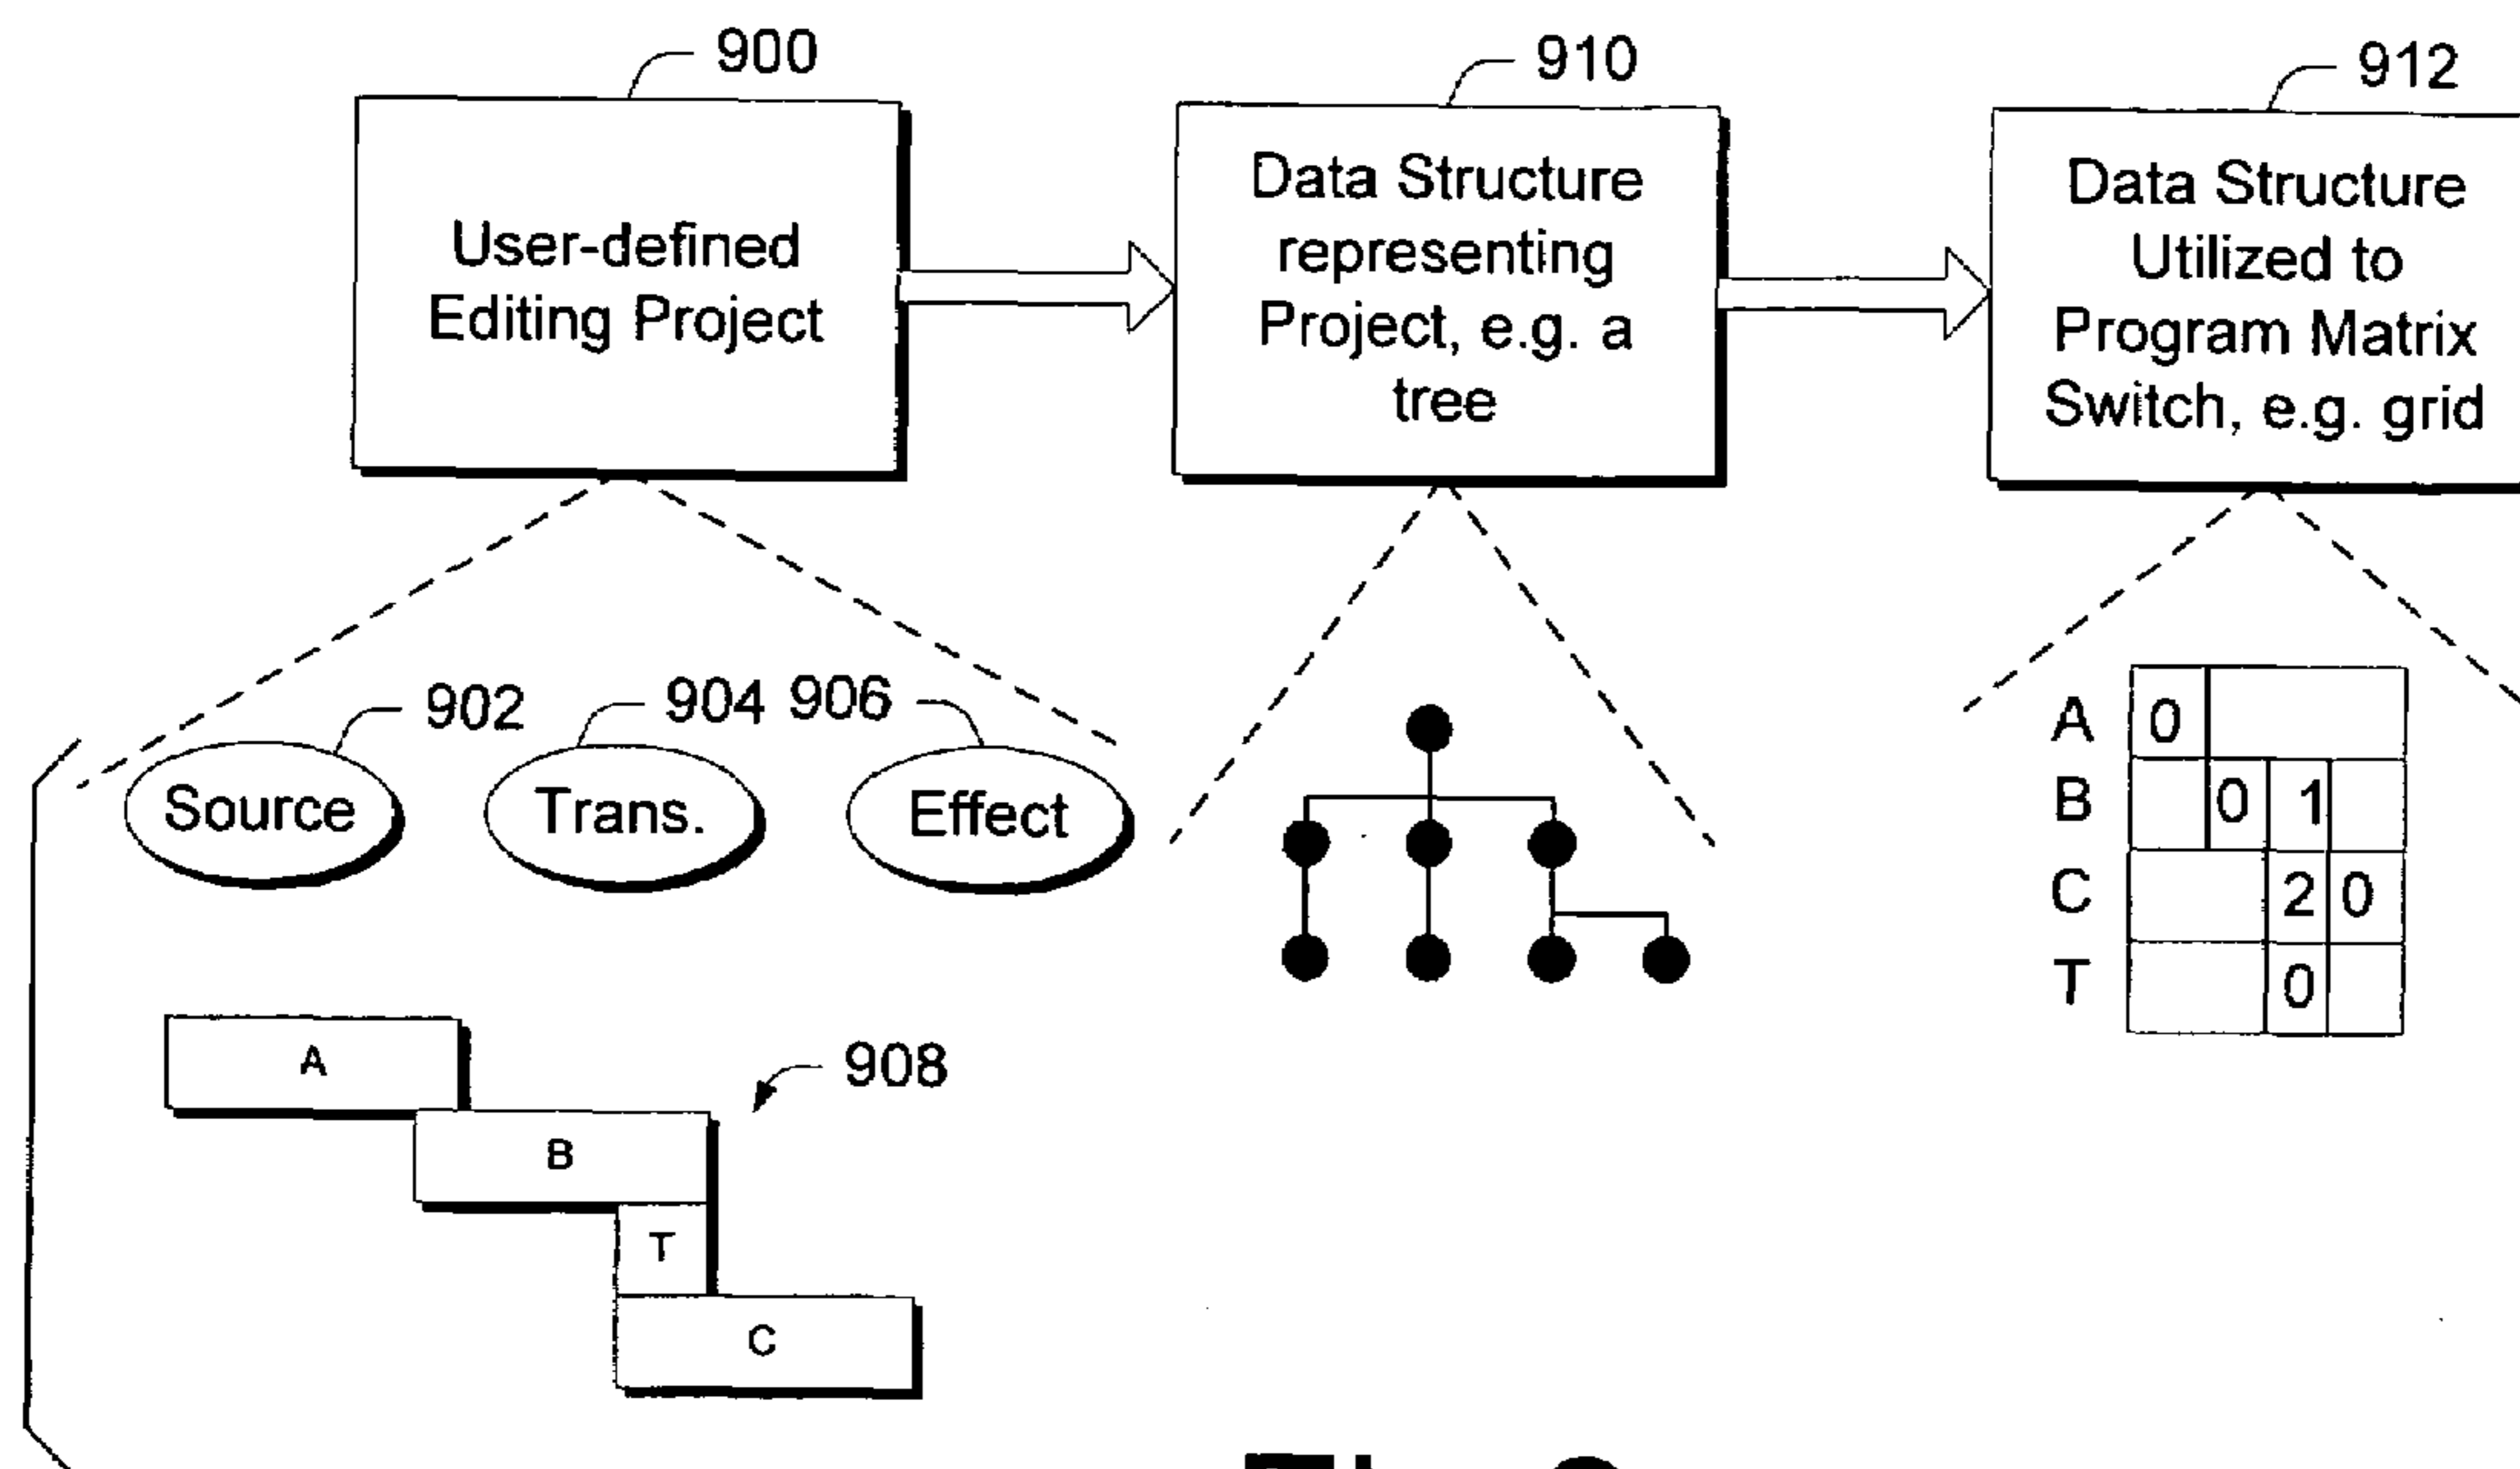 900
910
912
User-defined
Editing Project
Data Structure
representing
Project, e.g. a
tree
Data Structure
Utilized to
Program Matrix
Switch, e.g. grid
902
904
906
Source
Trans.
Effect
A 0
B 0 1
C 2 0
T 0
A
908
B
T
C